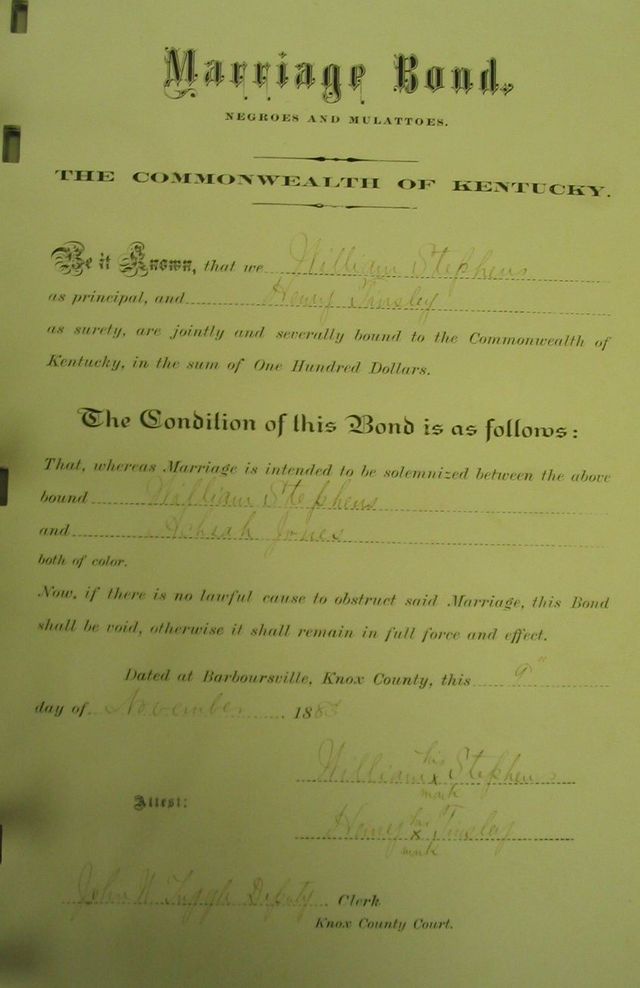 Marriage Bond.
NEGROES AND MULATTOES.
THE COMMONWEALTH OF KENTUCKY.
Be it Known, that we William Stephens
as principal, and Henry Tinsley
as surety, are jointly and severally bound to the Commonwealth of
Kentucky, in the sum of One Hundred Dollars.
The Condition of this Bond is as follows:
That, whereas Marriage is intended to be solemnized between the above
bound William Stephens
and Jones
both of color.
Now, if there is no lawful cause to obstruct said Marriage, this Bond
shall be void, otherwise it shall remain in full force and effect.
Dated at Barboursville, Knox County, this 9"
day of November 1883
his
William x Stephens
mark
Attest:
his
Henry x Tinsley
mark
John Deputy Clerk
Knox County Court.